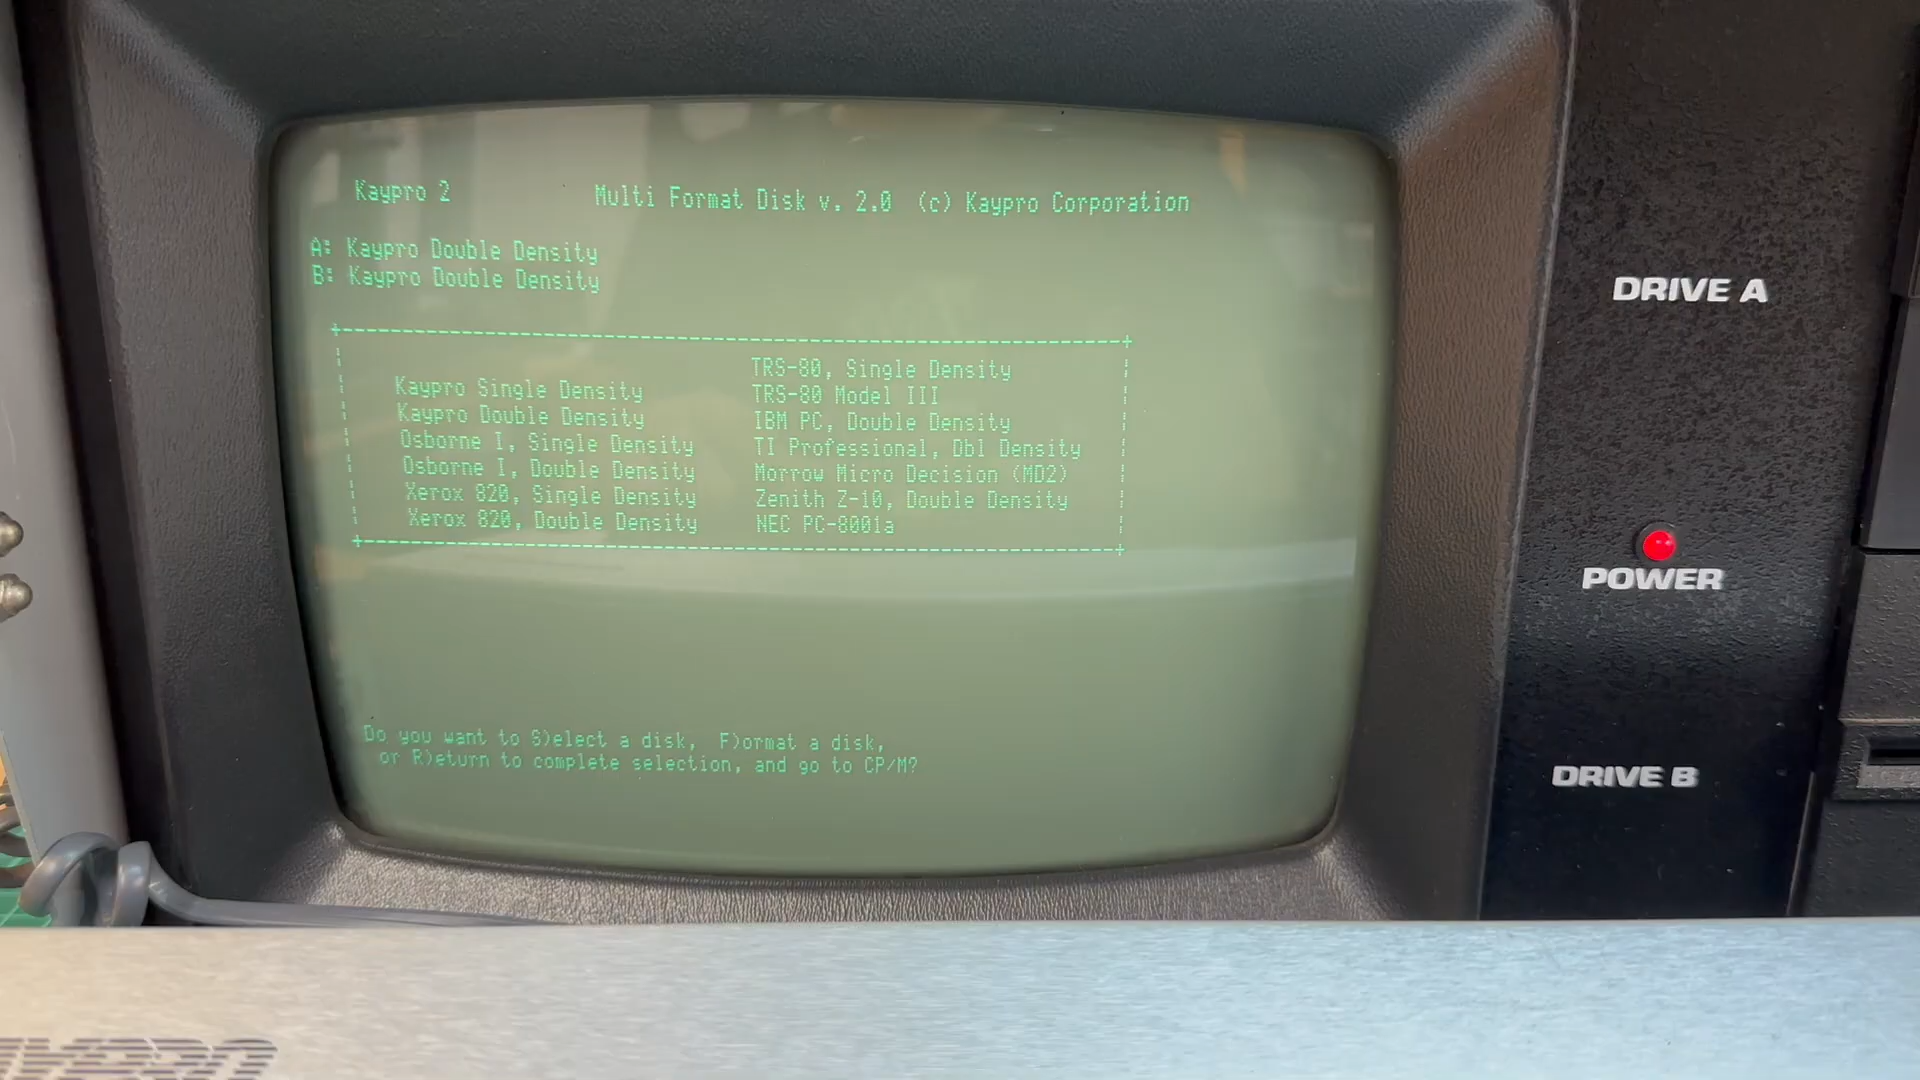 Kaypro 2 Multi Format Disk v. 2.0 (c) Kaypro Corporation
A: Kaypro Double Density
B: Kaypro Double Density
Kaypro Single Density
Kaypro Double Density
Osborne I, Single Density
Osborne I, Double Density
Xerox 820, Single Density
Xerox 820, Double Density
TRS-80, Single Density
TRS-80 Model III
IBM PC, Double Density
TI Professional, Dbl Density
Morrow Micro Decision (MD2)
Zenith Z-10, Double Density
NEC PC-8001a
Do you want to S)elect a disk, F)ormat a disk,
or R)eturn to complete selection, and go to CP/M?
DRIVE A
POWER
DRIVE B